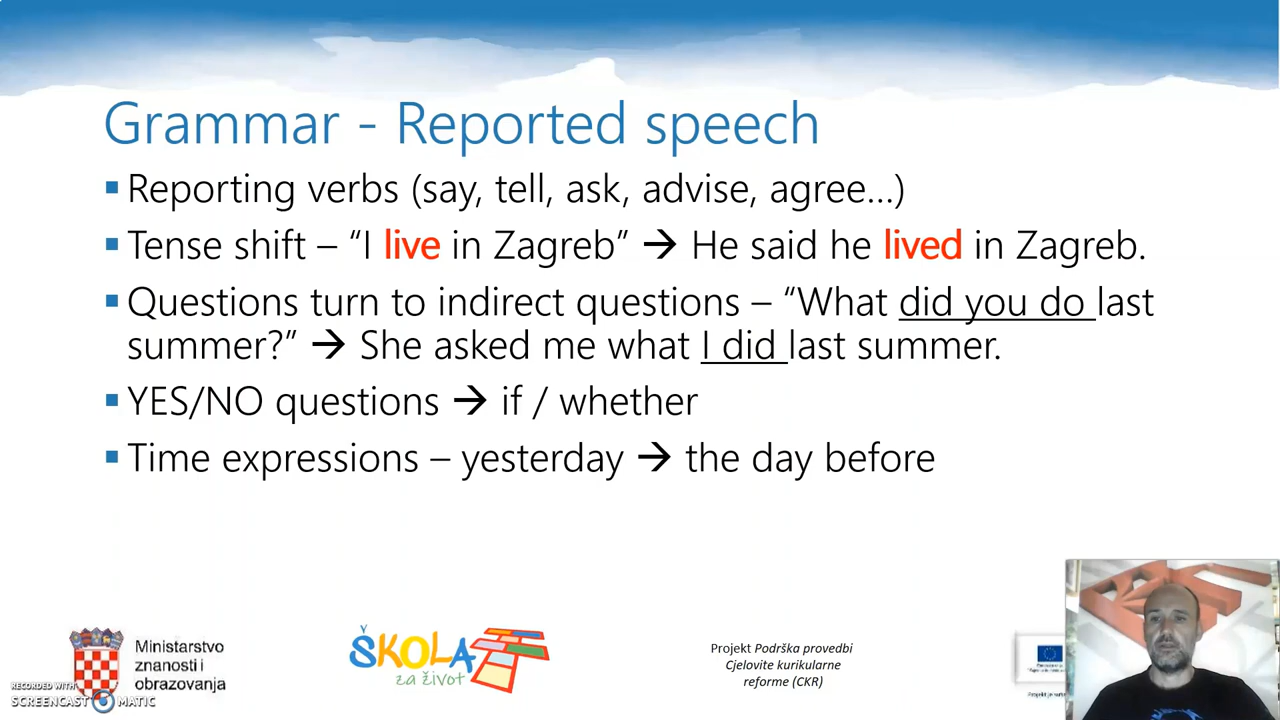 Grammar - Reported speech
Reporting verbs (say, tell, ask, advise, agree...)
Tense shift – “I live in Zagreb” → He said he lived in Zagreb.
Questions turn to indirect questions – “What did you do last
summer?” → She asked me what I did last summer.
YES/NO questions → if / whether
Time expressions – yesterday → the day before
Ministarstvo
znanosti i
obrazovanja
ŠKOLA
za život
Projekt Podrška provedbi
Cjelovite kurikularne
reforme (CKR)
RECORDED WITH
SCREENCAST MATIC